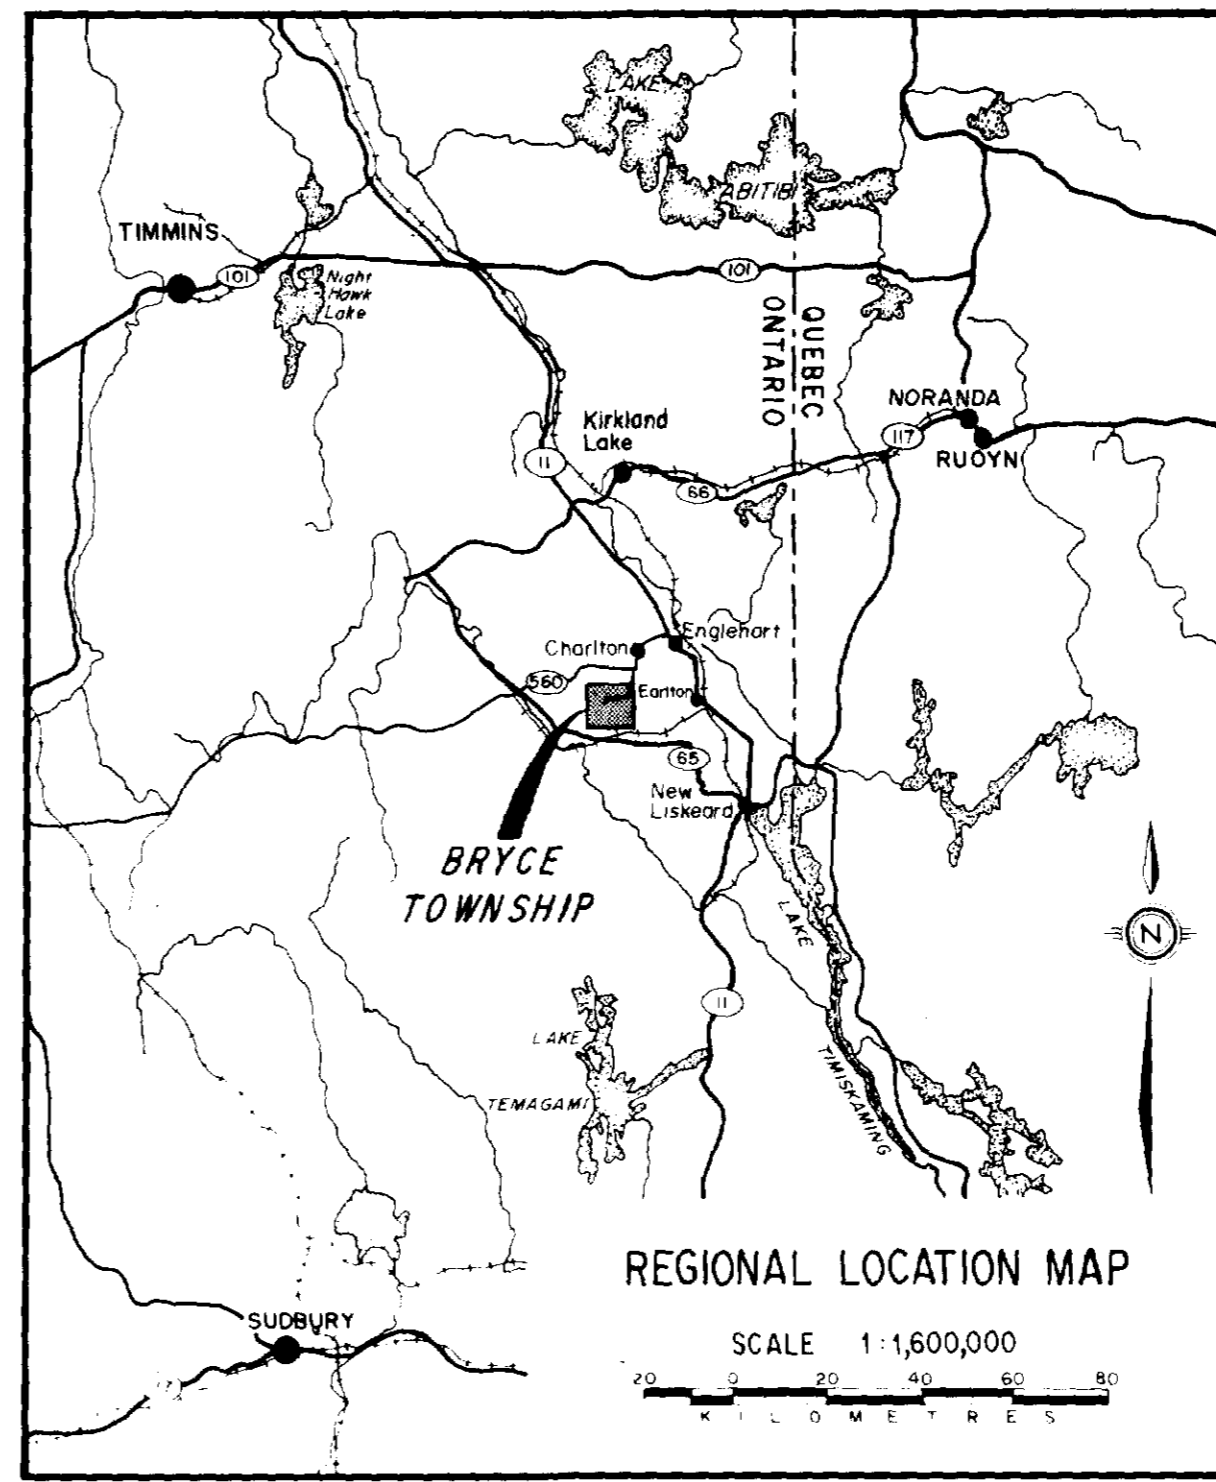 LAKE
ABITIBI
TIMMINS
101
Night
Hawk
Lake
101
QUEBEC
ONTARIO
NORANDA
117
RUOYN
Kirkland
Lake
11
66
Englehart
Charlton
560
Earlton
65
New
Liskeard
BRYCE
TOWNSHIP
LAKE
TIMISKAMING
N
11
LAKE
TEMAGAMI
REGIONAL LOCATION MAP
SUDBURY
SCALE 1:1,600,000
20 0 20 40 60 80
KILOMETRES